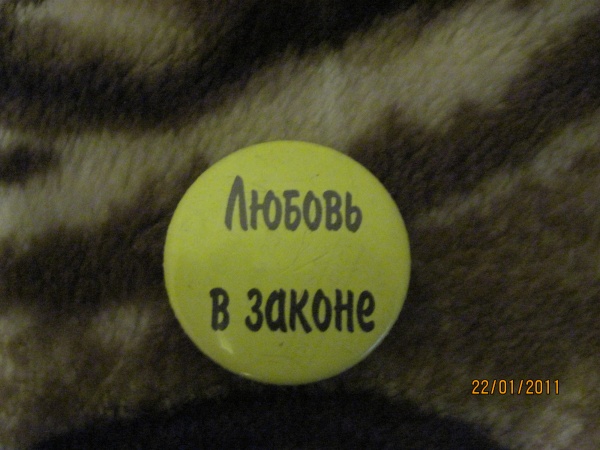 Любовь
в законе
22/01/2011